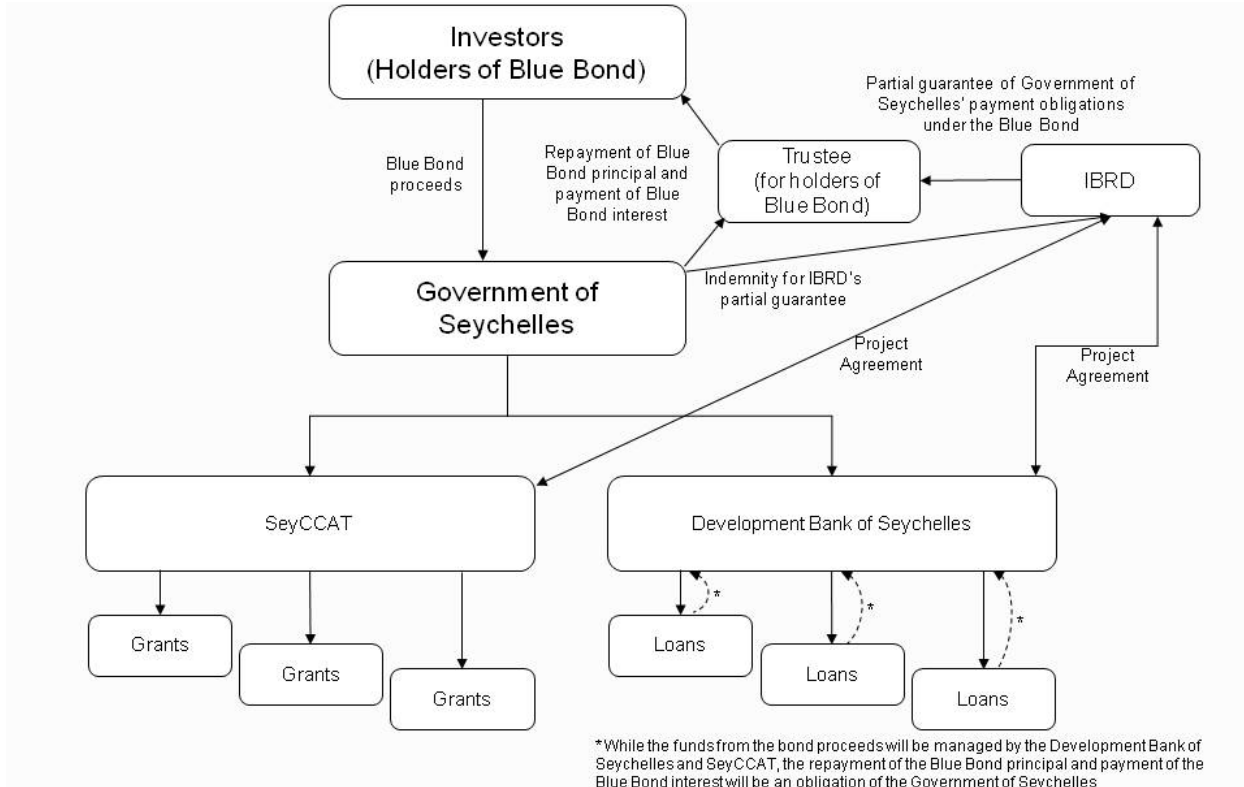 Investors
(Holders of Blue Bond)
Partial guarantee of Government of
Seychelles' payment obligations
under the Blue Bond
Blue Bond
proceeds
Repayment of Blue
Bond principal and
payment of Blue
Bond interest
Trustee
(for holders of
Blue Bond)
IBRD
Government of
Seychelles
Indemnity for IBRD's
partial guarantee
Project
Agreement
Project
Agreement
SeyCCAT
Development Bank of Seychelles
*
*
*
Grants
Grants
Grants
Loans
Loans
Loans
*While the funds from the bond proceeds will be managed by the Development Bank of
Seychelles and SeyCCAT, the repayment of the Blue Bond principal and payment of the
Blue Bond interest will be an obligation of the Government of Seychelles